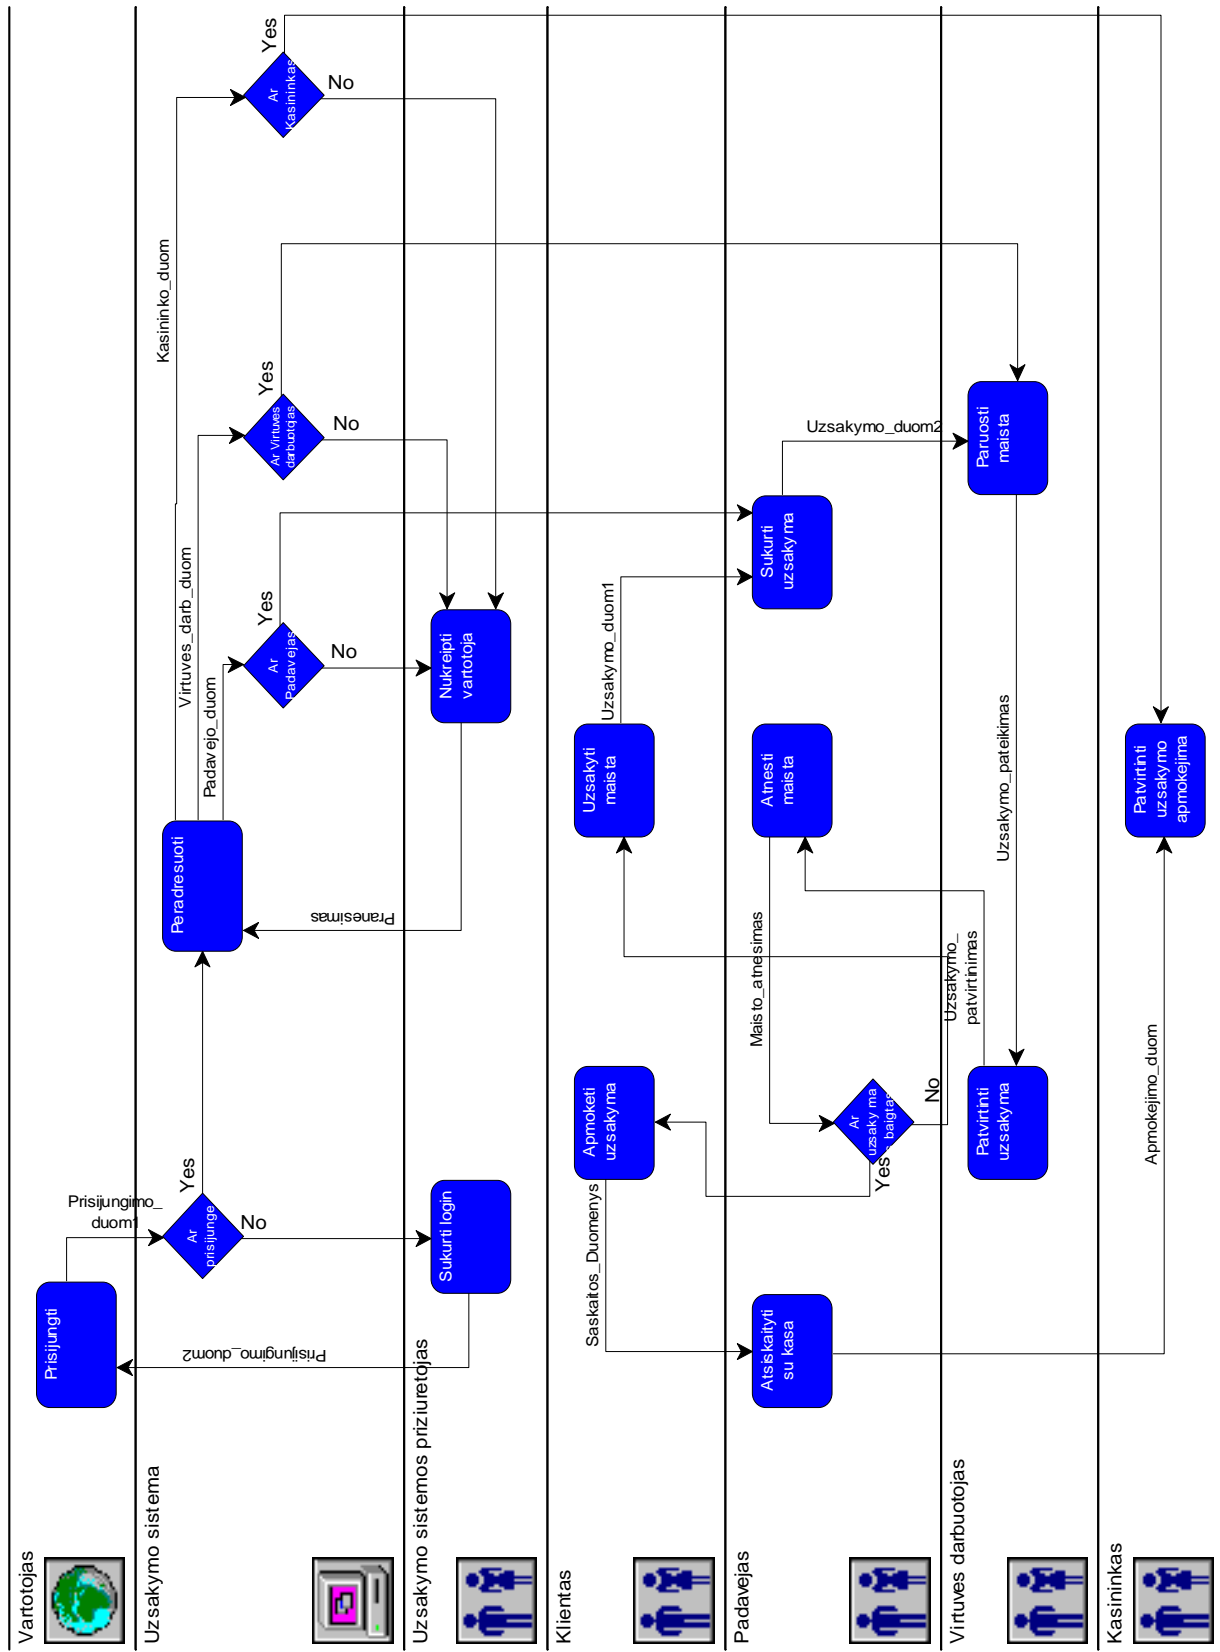 Vartotojas
Prisijungti
Prisijungimo_
duom1
Prisijungimo_duom2
Uzsakymo sistema
Ar
prisijunge
Yes
No
Peradresuoti
Padavejo_duom
Virtuves_darb_duom
Kasininko_duom
Ar
Padavejas
Yes
No
Ar Virtuves
darbuotojas
Yes
No
Ar
Kasininkas
Yes
No
Pranesimas
Uzsakymo sistemos priziuretojas
Sukurti login
Nukreipti
vartotoja
Klientas
Apmoketi
uzsakyma
Uzsakyti
maista
Saskaitos_Duomenys
Uzsakymo_duom1
Padavejas
Atsiskaityti
su kasa
Maisto_atnesimas
Atnesti
maista
Sukurti
uzsakyma
Uzsakymo_duom2
Ar
uzsakyma
s baigtas
Yes
No
Virtuves darbuotojas
Patvirtinti
uzsakyma
Uzsakymo_
patvirtinimas
Uzsakymo_pateikimas
Paruosti
maista
Kasininkas
Apmokejimo_duom
Patvirtinti
uzsakymo
apmokejima